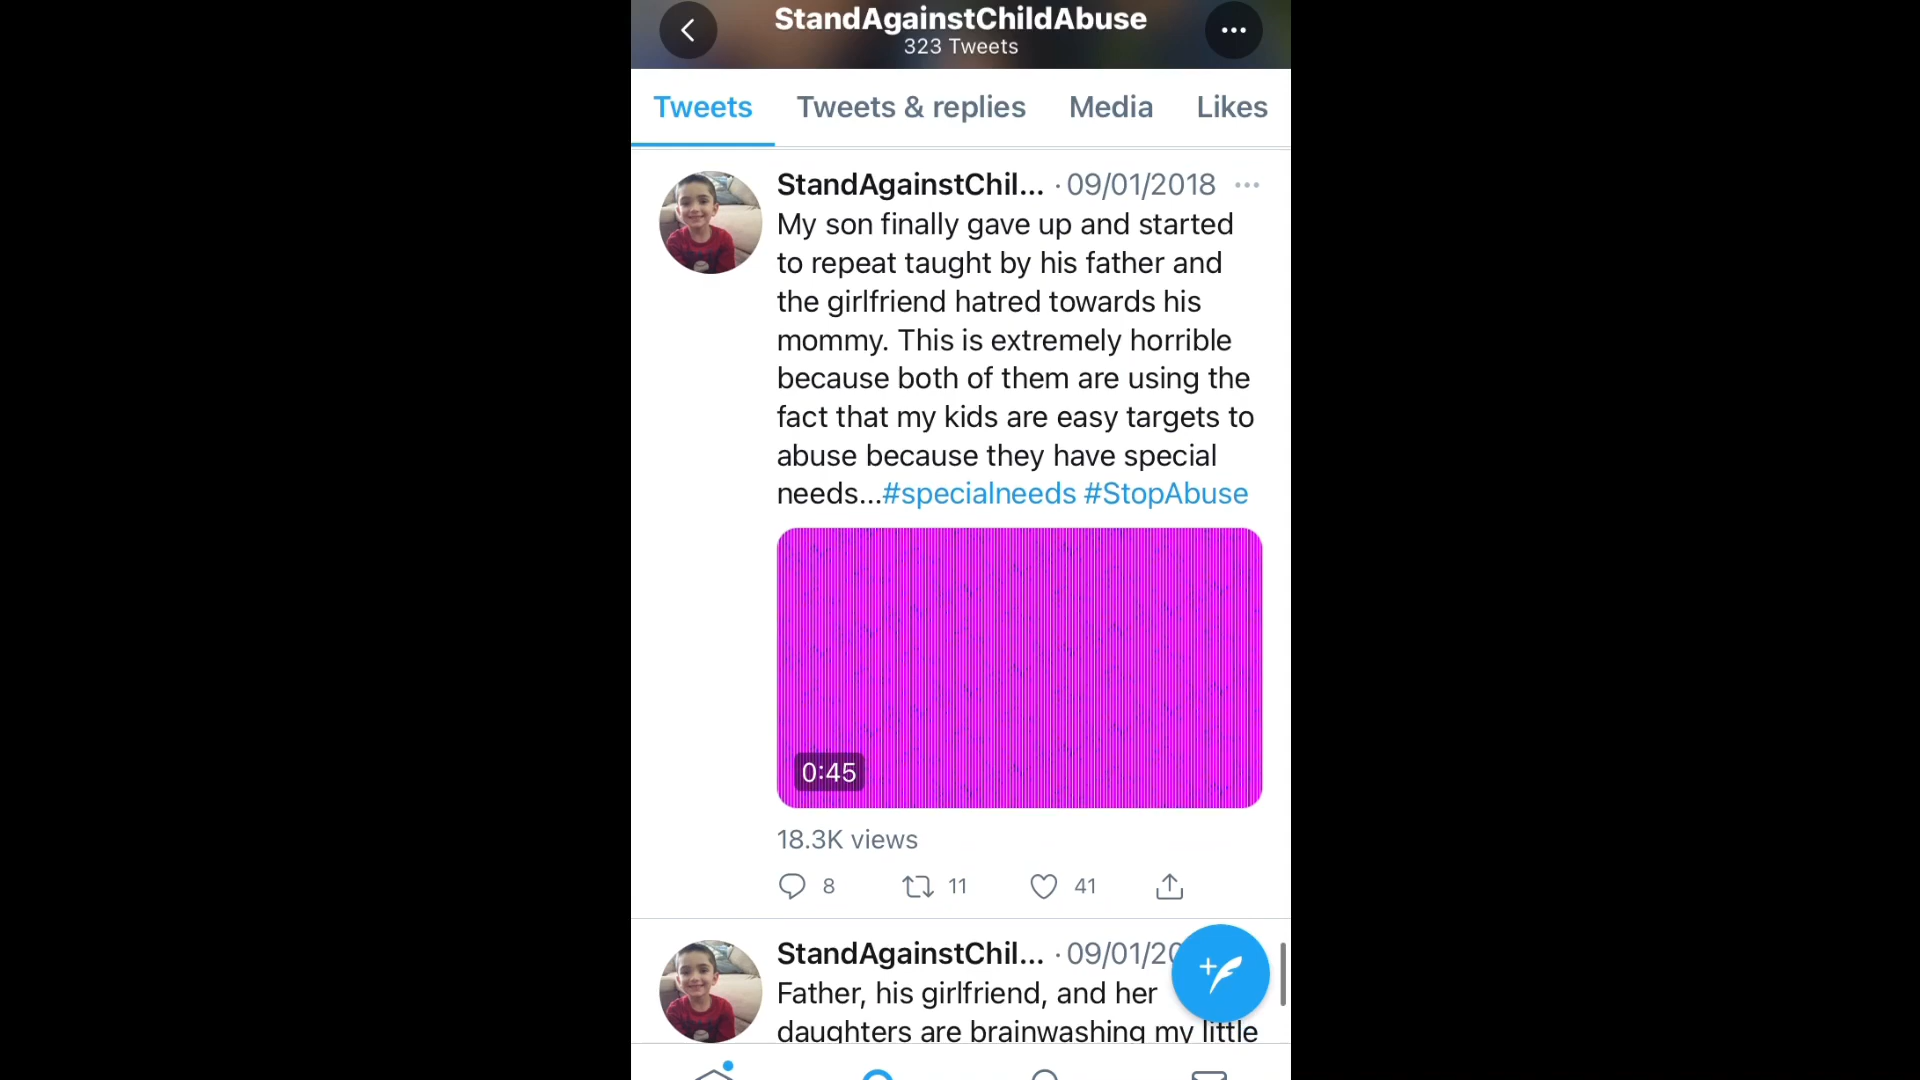 StandAgainstChildAbuse
323 Tweets
Tweets Tweets & replies Media Likes
StandAgainstChil... · 09/01/2018
My son finally gave up and started
to repeat taught by his father and
the girlfriend hatred towards his
mommy. This is extremely horrible
because both of them are using the
fact that my kids are easy targets to
abuse because they have special
needs...#specialneeds #StopAbuse
0:45
18.3K views
8 11 41
StandAgainstChil... · 09/01/20
Father, his girlfriend, and her
daughters are brainwashing my little